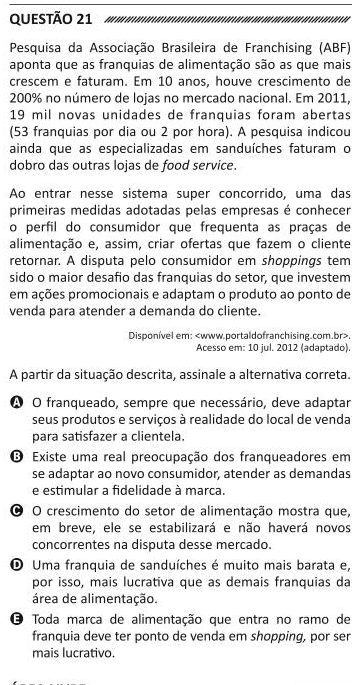 QUESTÃO 21
Pesquisa da Associação Brasileira de Franchising (ABF)
aponta que as franquias de alimentação são as que mais
crescem e faturam. Em 10 anos, houve crescimento de
200% no número de lojas no mercado nacional. Em 2011,
19 mil novas unidades de franquias foram abertas
(53 franquias por dia ou 2 por hora). A pesquisa indicou
ainda que as especializadas em sanduíches faturam o
dobro das outras lojas de food service.
Ao entrar nesse sistema super concorrido, uma das
primeiras medidas adotadas pelas empresas é conhecer
o perfil do consumidor que frequenta as praças de
alimentação e, assim, criar ofertas que fazem o cliente
retornar. A disputa pelo consumidor em shoppings tem
sido o maior desafio das franquias do setor, que investem
em ações promocionais e adaptam o produto ao ponto de
venda para atender a demanda do cliente.
Disponível em: <www.portaldofranchising.com.br>.
Acesso em: 10 jul. 2012 (adaptado).
A partir da situação descrita, assinale a alternativa correta.
A O franqueado, sempre que necessário, deve adaptar
seus produtos e serviços à realidade do local de venda
para satisfazer a clientela.
B Existe uma real preocupação dos franqueadores em
se adaptar ao novo consumidor, atender as demandas
e estimular a fidelidade à marca.
C O crescimento do setor de alimentação mostra que,
em breve, ele se estabilizará e não haverá novos
concorrentes na disputa desse mercado.
D Uma franquia de sanduíches é muito mais barata e,
por isso, mais lucrativa que as demais franquias da
área de alimentação.
E Toda marca de alimentação que entra no ramo de
franquia deve ter ponto de venda em shopping, por ser
mais lucrativo.